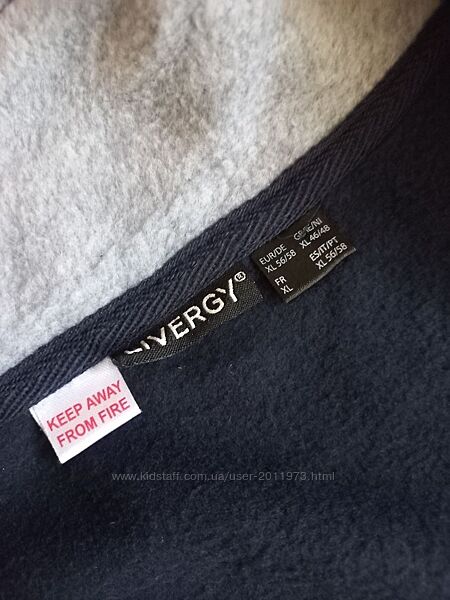 LIVERGY®
EUR/DE GB/IE/NI
XL 56/58 XL 46/48
FR ES/IT/PT
XL XL 56/58
KEEP AWAY
FROM FIRE
www.kidstaff.com.ua/user-2011973.html